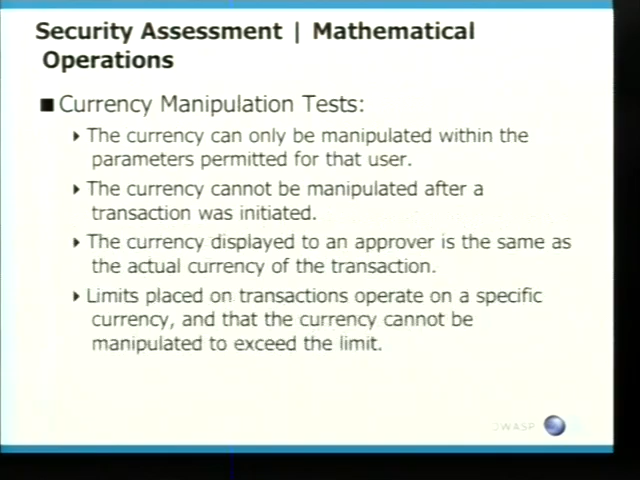 Security Assessment | Mathematical
Operations
Currency Manipulation Tests:
The currency can only be manipulated within the
parameters permitted for that user.
The currency cannot be manipulated after a
transaction was initiated.
The currency displayed to an approver is the same as
the actual currency of the transaction.
Limits placed on transactions operate on a specific
currency, and that the currency cannot be
manipulated to exceed the limit.
OWASP